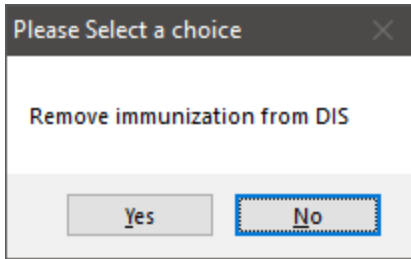 Please Select a choice
Remove immunization from DIS
Yes
No